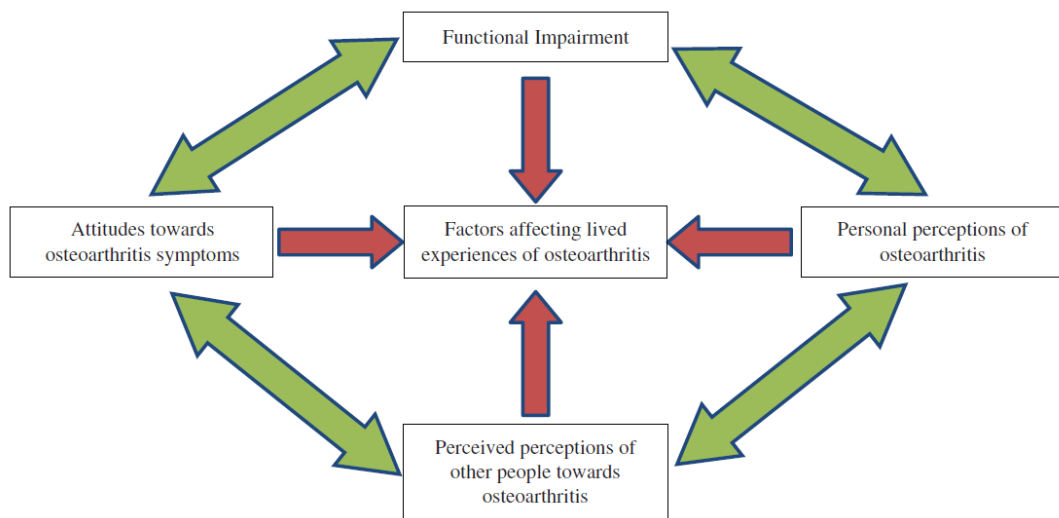 Functional Impairment
Attitudes towards
osteoarthritis symptoms
Factors affecting lived
experiences of osteoarthritis
Personal perceptions of
osteoarthritis
Perceived perceptions of
other people towards
osteoarthritis